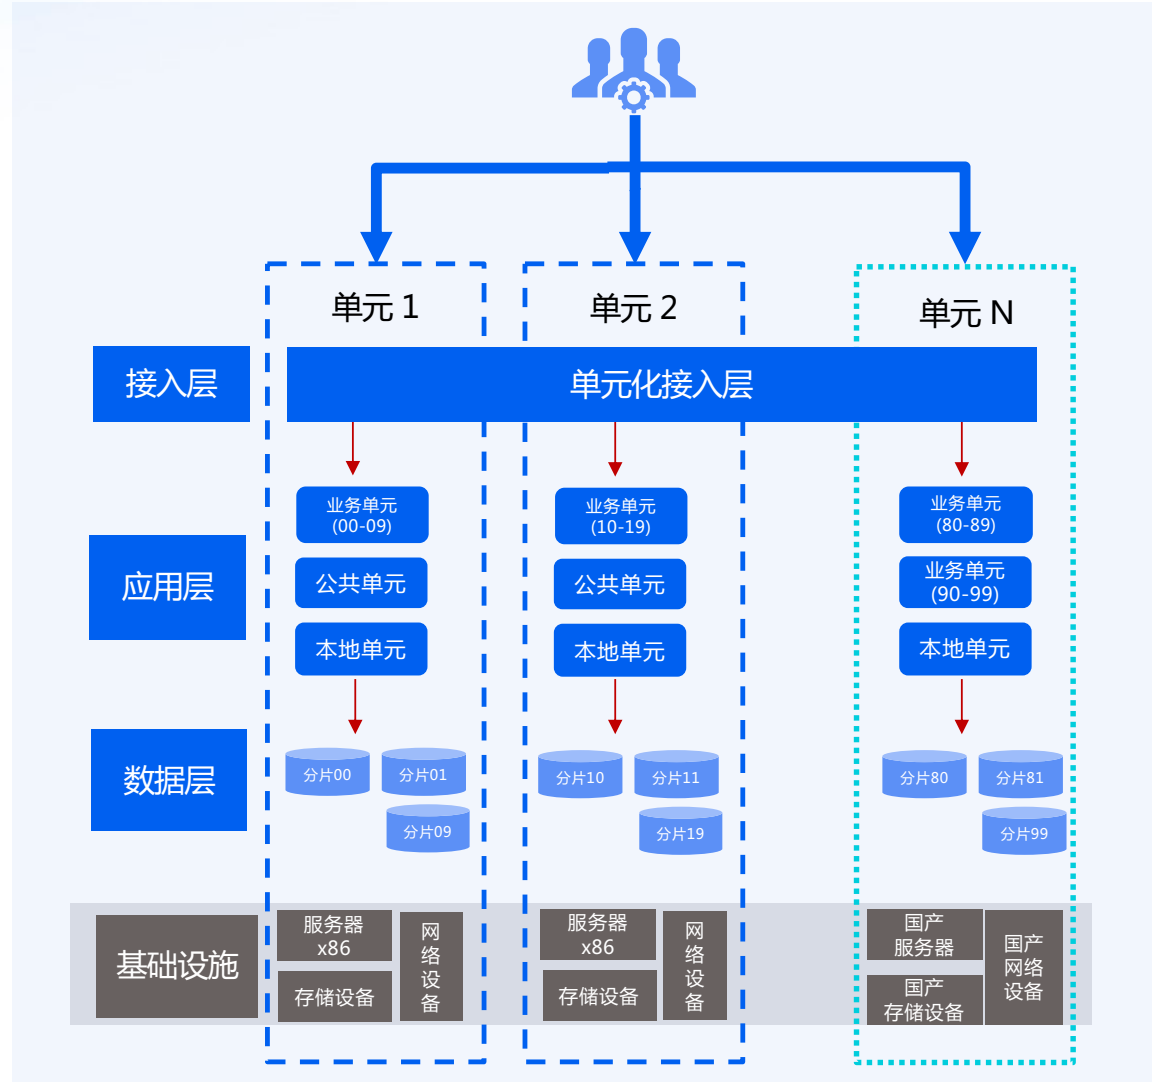 单元 1
单元 2
单元 N
接入层
单元化接入层
应用层
业务单元
(00-09)
公共单元
本地单元
业务单元
(10-19)
公共单元
本地单元
业务单元
(80-89)
业务单元
(90-99)
本地单元
数据层
分片00
分片01
分片09
分片10
分片11
分片19
分片80
分片81
分片99
基础设施
服务器
x86
存储设备
网
络
设
备
服务器
x86
存储设备
网
络
设
备
国产
服务器
国产
存储设备
国产
网络
设备